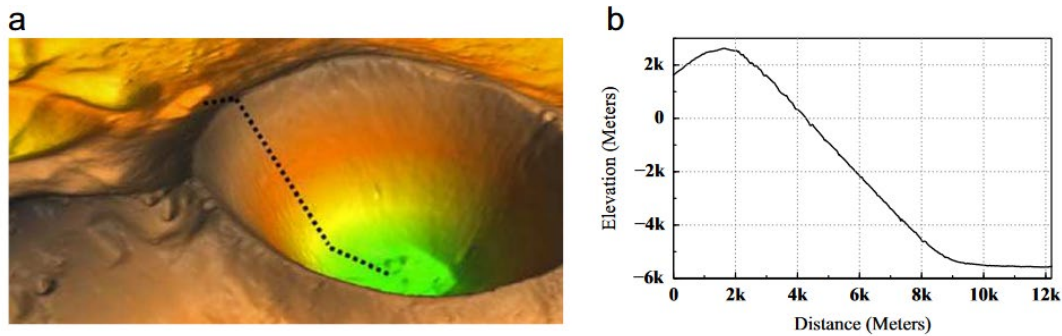 a
b
2k
0
−2k
−4k
−6k
Elevation (Meters)
0 2k 4k 6k 8k 10k 12k
Distance (Meters)